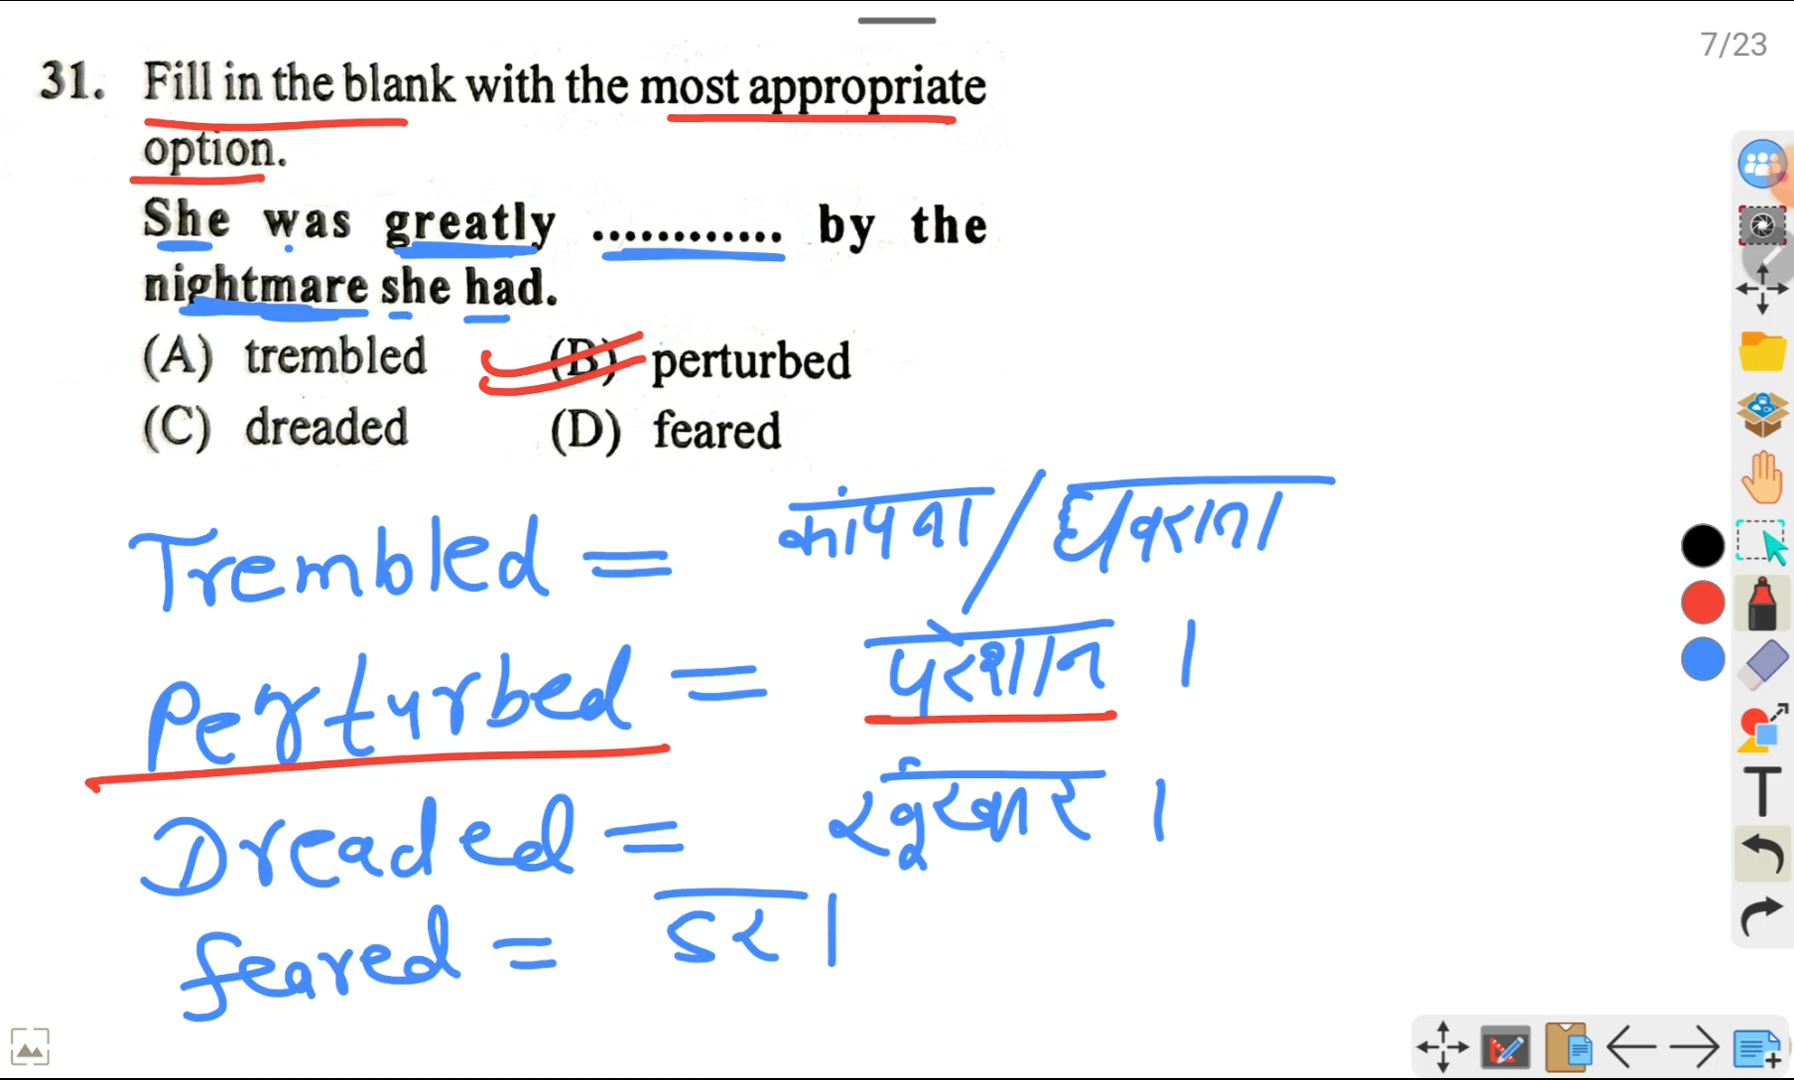 7/23
31. Fill in the blank with the most appropriate
option.
She was greatly ............ by the
nightmare she had.
(A) trembled (B) perturbed
(C) dreaded (D) feared
Trembled = कांपना / घबराना
Perturbed = परेशान ।
Dreaded = खूंखार ।
feared = डर ।
T